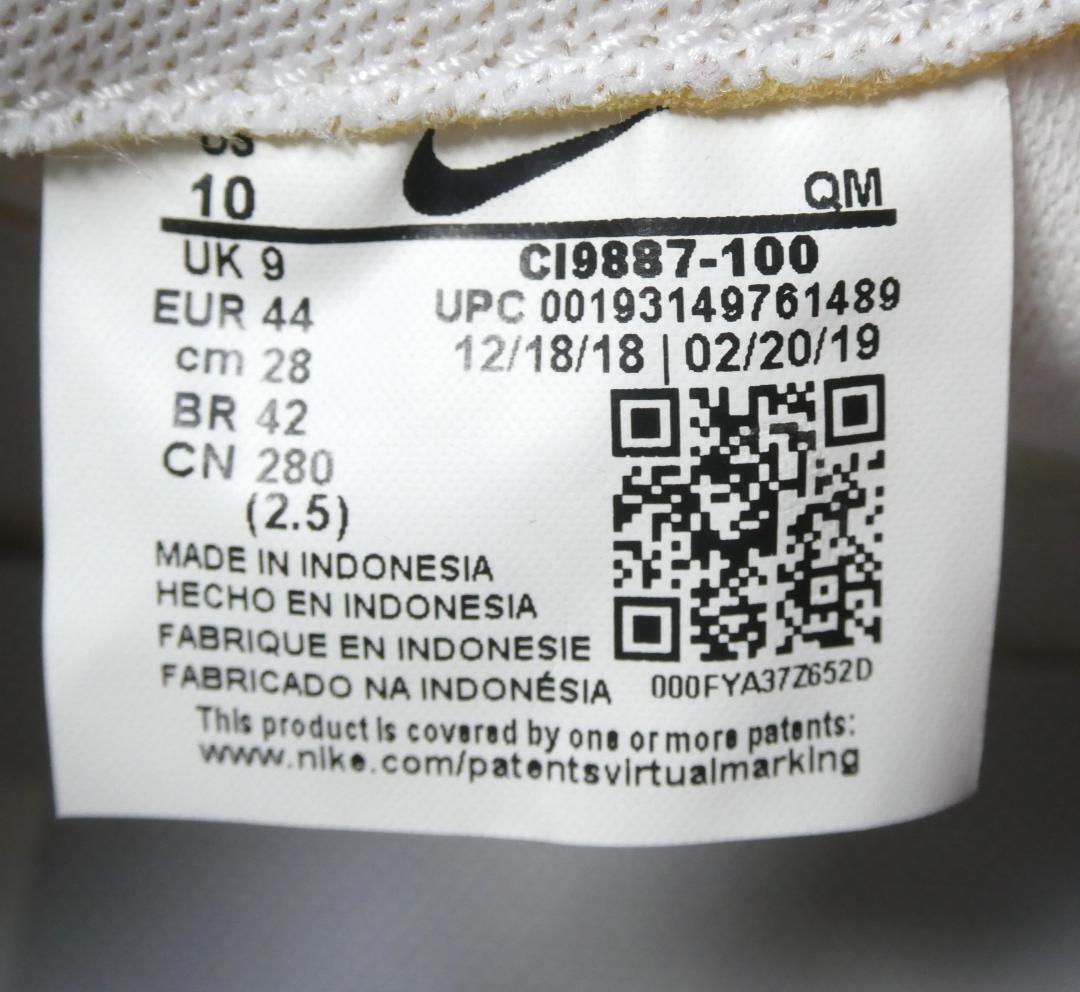 US
10
QM
UK 9
CI9887-100
EUR 44
UPC 00193149761489
cm 28
12/18/18 | 02/20/19
BR 42
CN 280
(2.5)
MADE IN INDONESIA
HECHO EN INDONESIA
FABRIQUE EN INDONESIE
FABRICADO NA INDONÉSIA
000FYA37Z652D
This product is covered by one or more patents:
www.nike.com/patentsvirtualmarking